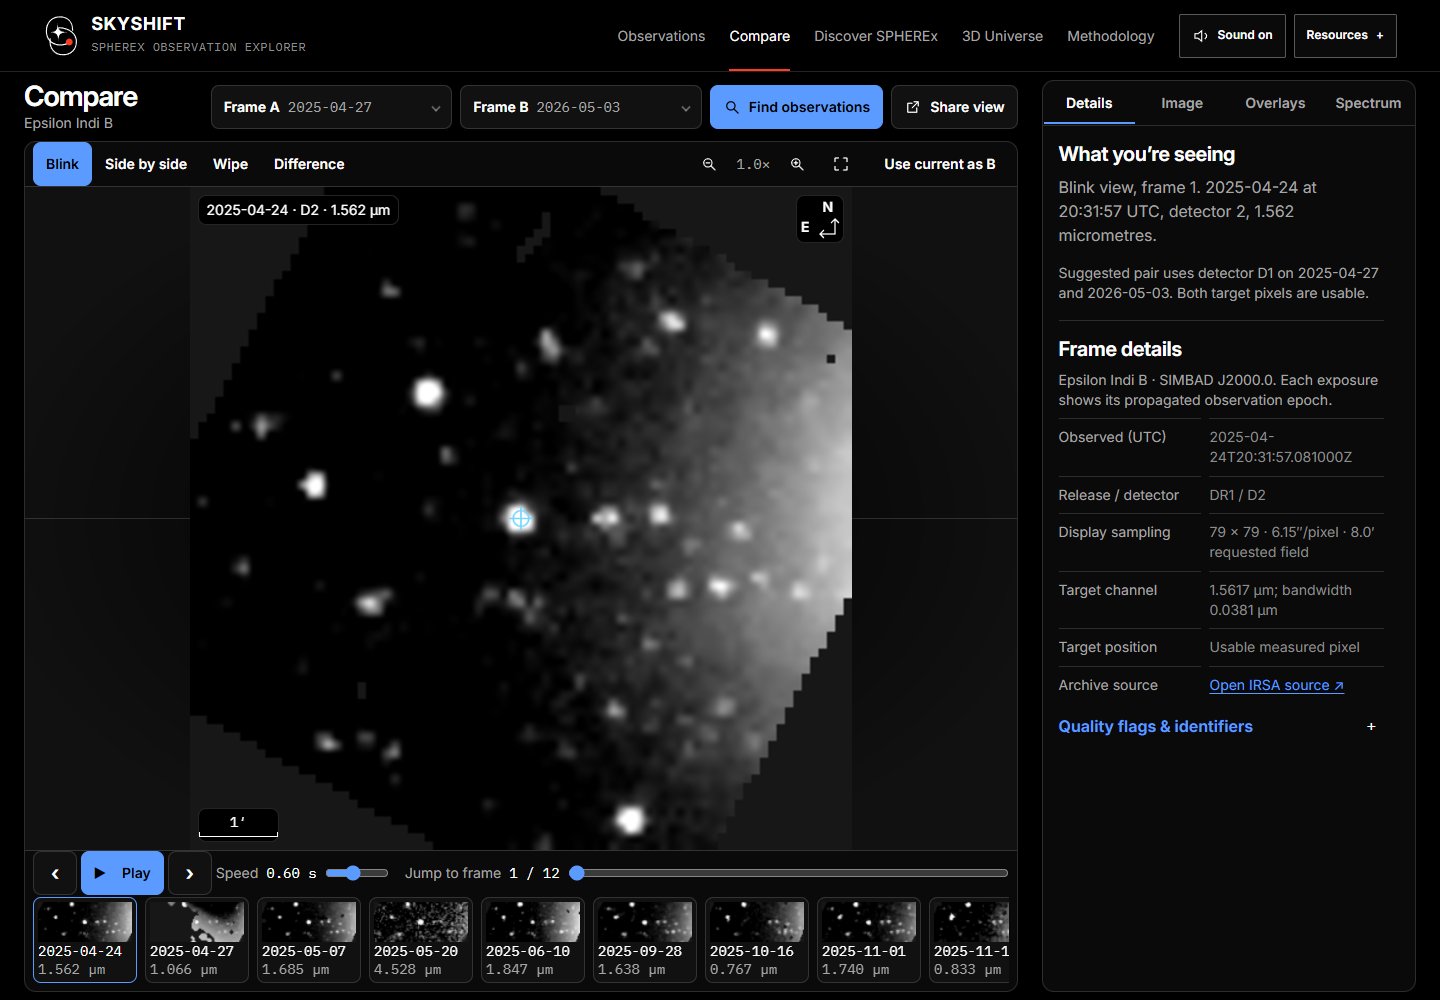 SKYSHIFT
SPHEREX OBSERVATION EXPLORER
Observations
Compare
Discover SPHEREx
3D Universe
Methodology
Sound on
Resources +
Compare
Epsilon Indi B
Frame A 2025-04-27
Frame B 2026-05-03
Find observations
Share view
Blink
Side by side
Wipe
Difference
1.0×
Use current as B
2025-04-24 · D2 · 1.562 µm
N
E
1′
‹
Play
›
Speed 0.60 s
Jump to frame 1 / 12
2025-04-24
1.562 µm
2025-04-27
1.066 µm
2025-05-07
1.685 µm
2025-05-20
4.528 µm
2025-06-10
1.847 µm
2025-09-28
1.638 µm
2025-10-16
0.767 µm
2025-11-01
1.740 µm
2025-11-1
0.833 µm
Details
Image
Overlays
Spectrum
What you’re seeing
Blink view, frame 1. 2025-04-24 at
20:31:57 UTC, detector 2, 1.562
micrometres.
Suggested pair uses detector D1 on 2025-04-27
and 2026-05-03. Both target pixels are usable.
Frame details
Epsilon Indi B · SIMBAD J2000.0. Each exposure
shows its propagated observation epoch.
Observed (UTC)
2025-04-
24T20:31:57.081000Z
Release / detector
DR1 / D2
Display sampling
79 × 79 · 6.15″/pixel · 8.0′
requested field
Target channel
1.5617 µm; bandwidth
0.0381 µm
Target position
Usable measured pixel
Archive source
Open IRSA source ↗
Quality flags & identifiers +